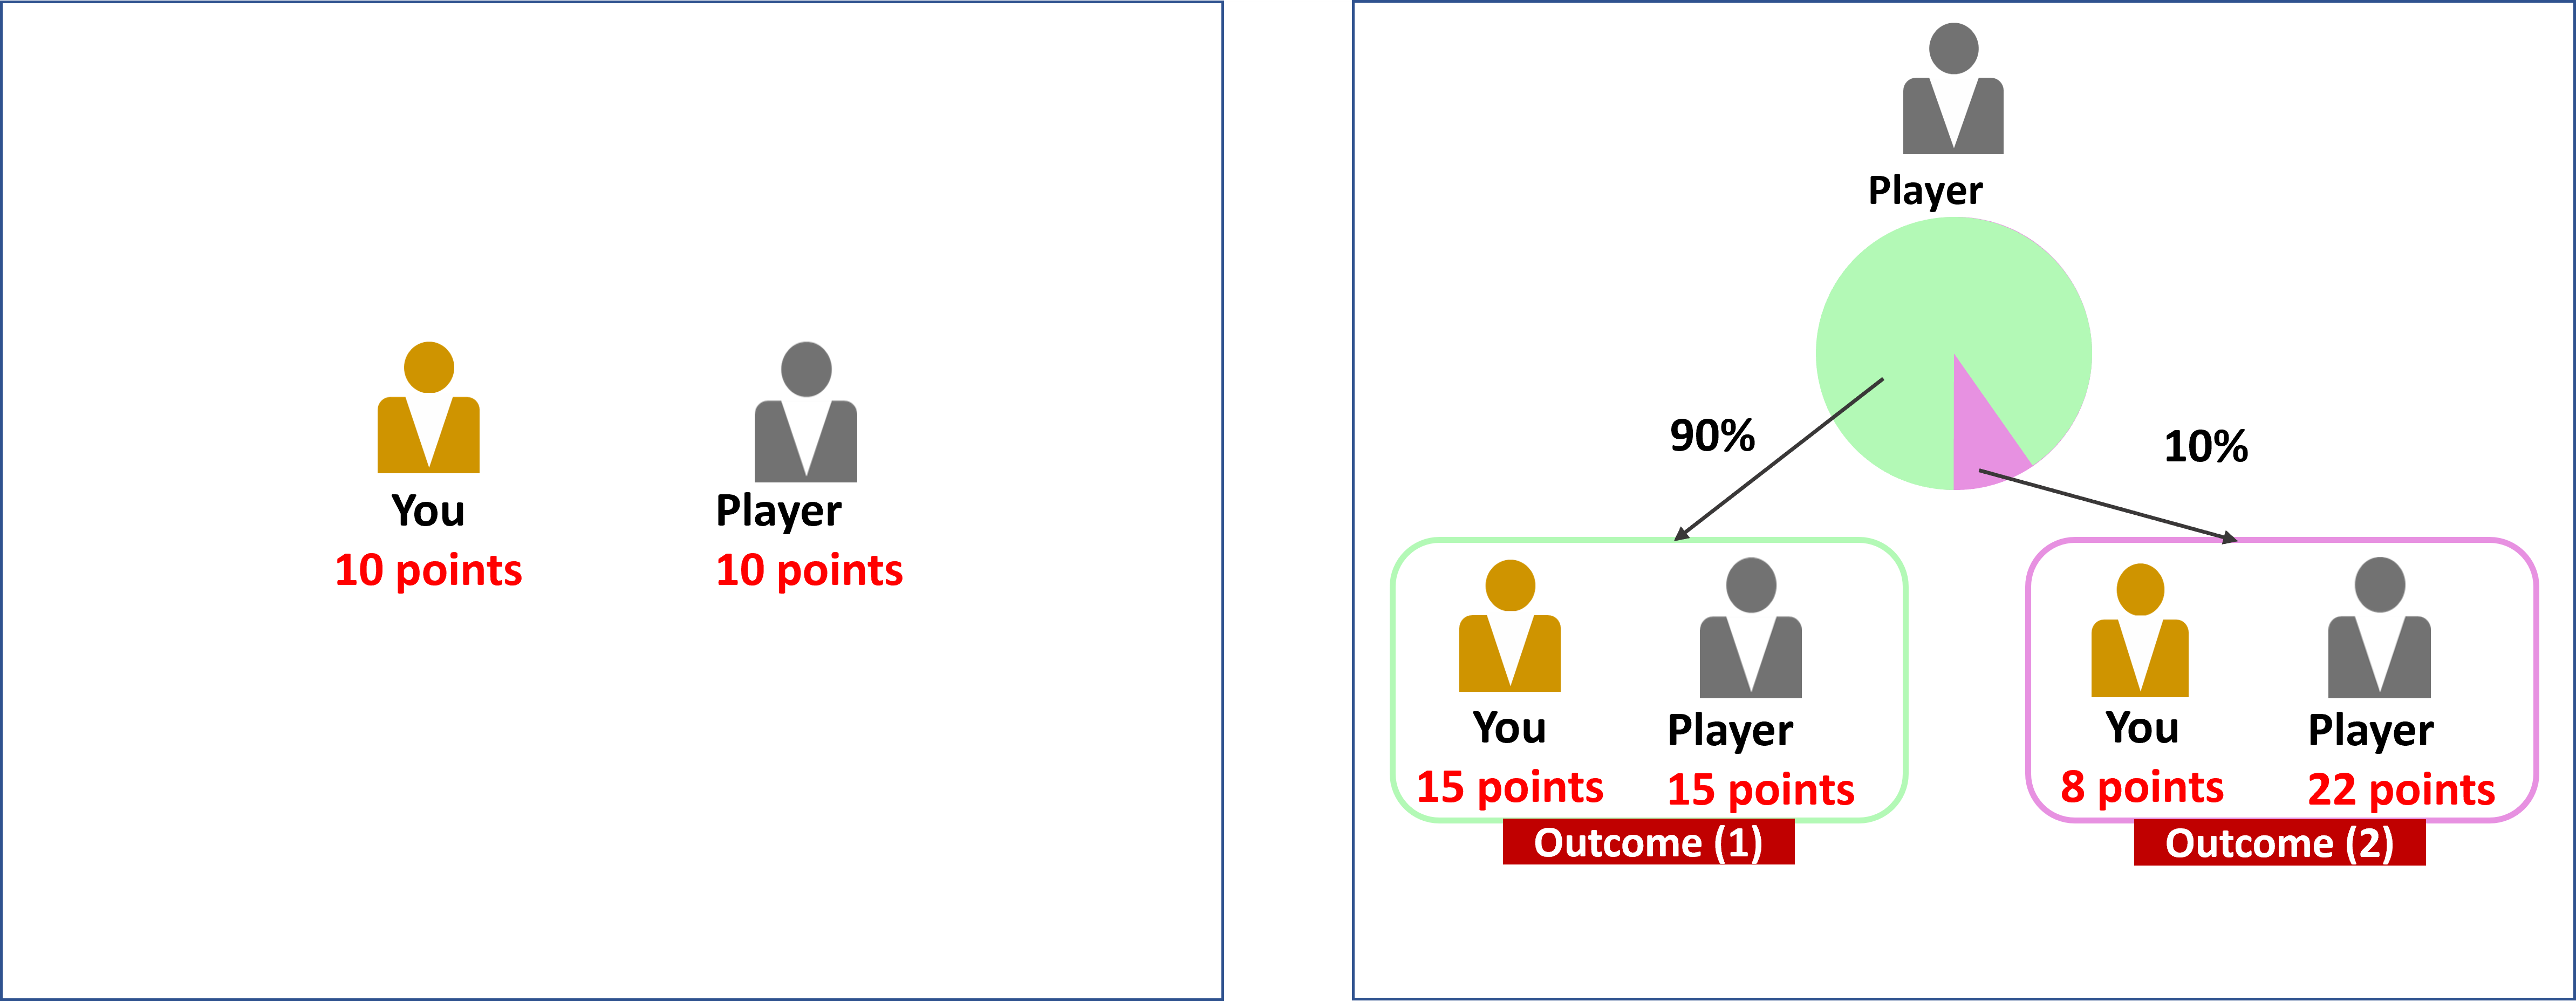 You
10 points
Player
10 points
Player
90%
10%
You
15 points
Player
15 points
Outcome (1)
You
8 points
Player
22 points
Outcome (2)